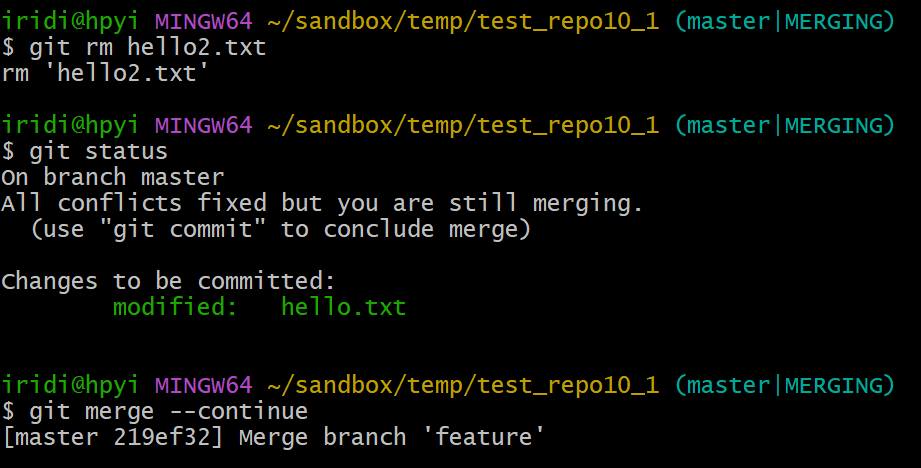 iridi@hpyi MINGW64 ~/sandbox/temp/test_repo10_1 (master|MERGING)
$ git rm hello2.txt
rm 'hello2.txt'
iridi@hpyi MINGW64 ~/sandbox/temp/test_repo10_1 (master|MERGING)
$ git status
On branch master
All conflicts fixed but you are still merging.
  (use "git commit" to conclude merge)
Changes to be committed:
        modified:   hello.txt
iridi@hpyi MINGW64 ~/sandbox/temp/test_repo10_1 (master|MERGING)
$ git merge --continue
[master 219ef32] Merge branch 'feature'